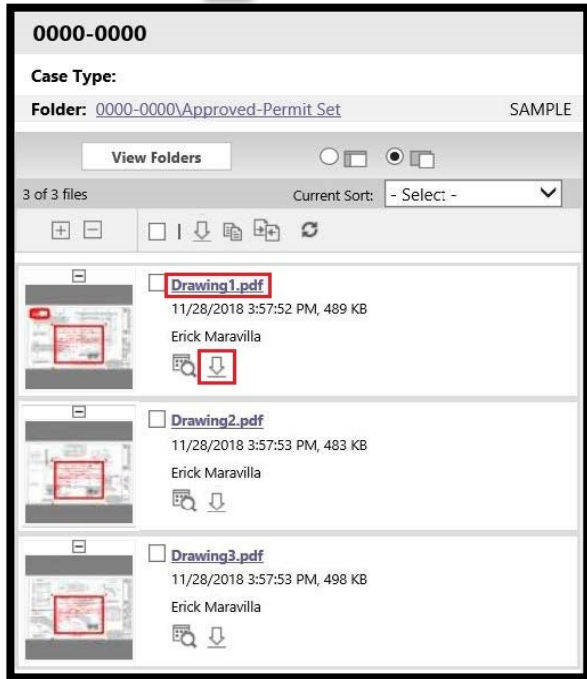 0000-0000
Case Type:
Folder: 0000-0000\Approved-Permit Set SAMPLE
View Folders
3 of 3 files Current Sort: - Select -
Drawing1.pdf
11/28/2018 3:57:52 PM, 489 KB
Erick Maravilla
Drawing2.pdf
11/28/2018 3:57:53 PM, 483 KB
Erick Maravilla
Drawing3.pdf
11/28/2018 3:57:53 PM, 498 KB
Erick Maravilla